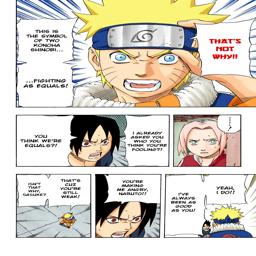 THIS IS
THE SYMBOL
OF TWO
KONOHA
SHINOBI...
...FIGHTING
AS EQUALS!
THAT'S
NOT
WHY!!
YOU
THINK WE'RE
EQUALS?!
I ALREADY
ASKED YOU
WHO YOU
THINK YOU'RE
FOOLING?!
ISN'T
THAT
WHY,
SASUKE?
THAT'S
CUZ
YOU'RE
STILL
WEAK!
YOU'RE
MAKING
ME ANGRY,
NARUTO!!
I'VE
ALWAYS
BEEN AS
GOOD
AS YOU!
YEAH,
I DO!!